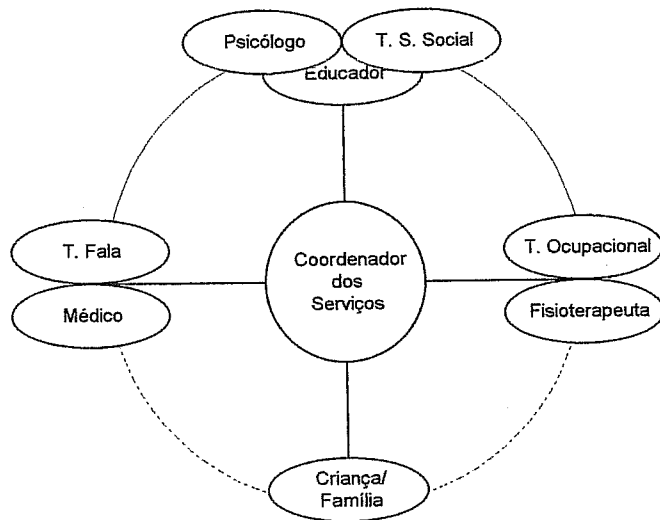 Psicólogo
T. S. Social
Educador
T. Fala
T. Ocupacional
Coordenador
dos
Serviços
Médico
Fisioterapeuta
Criança/
Família